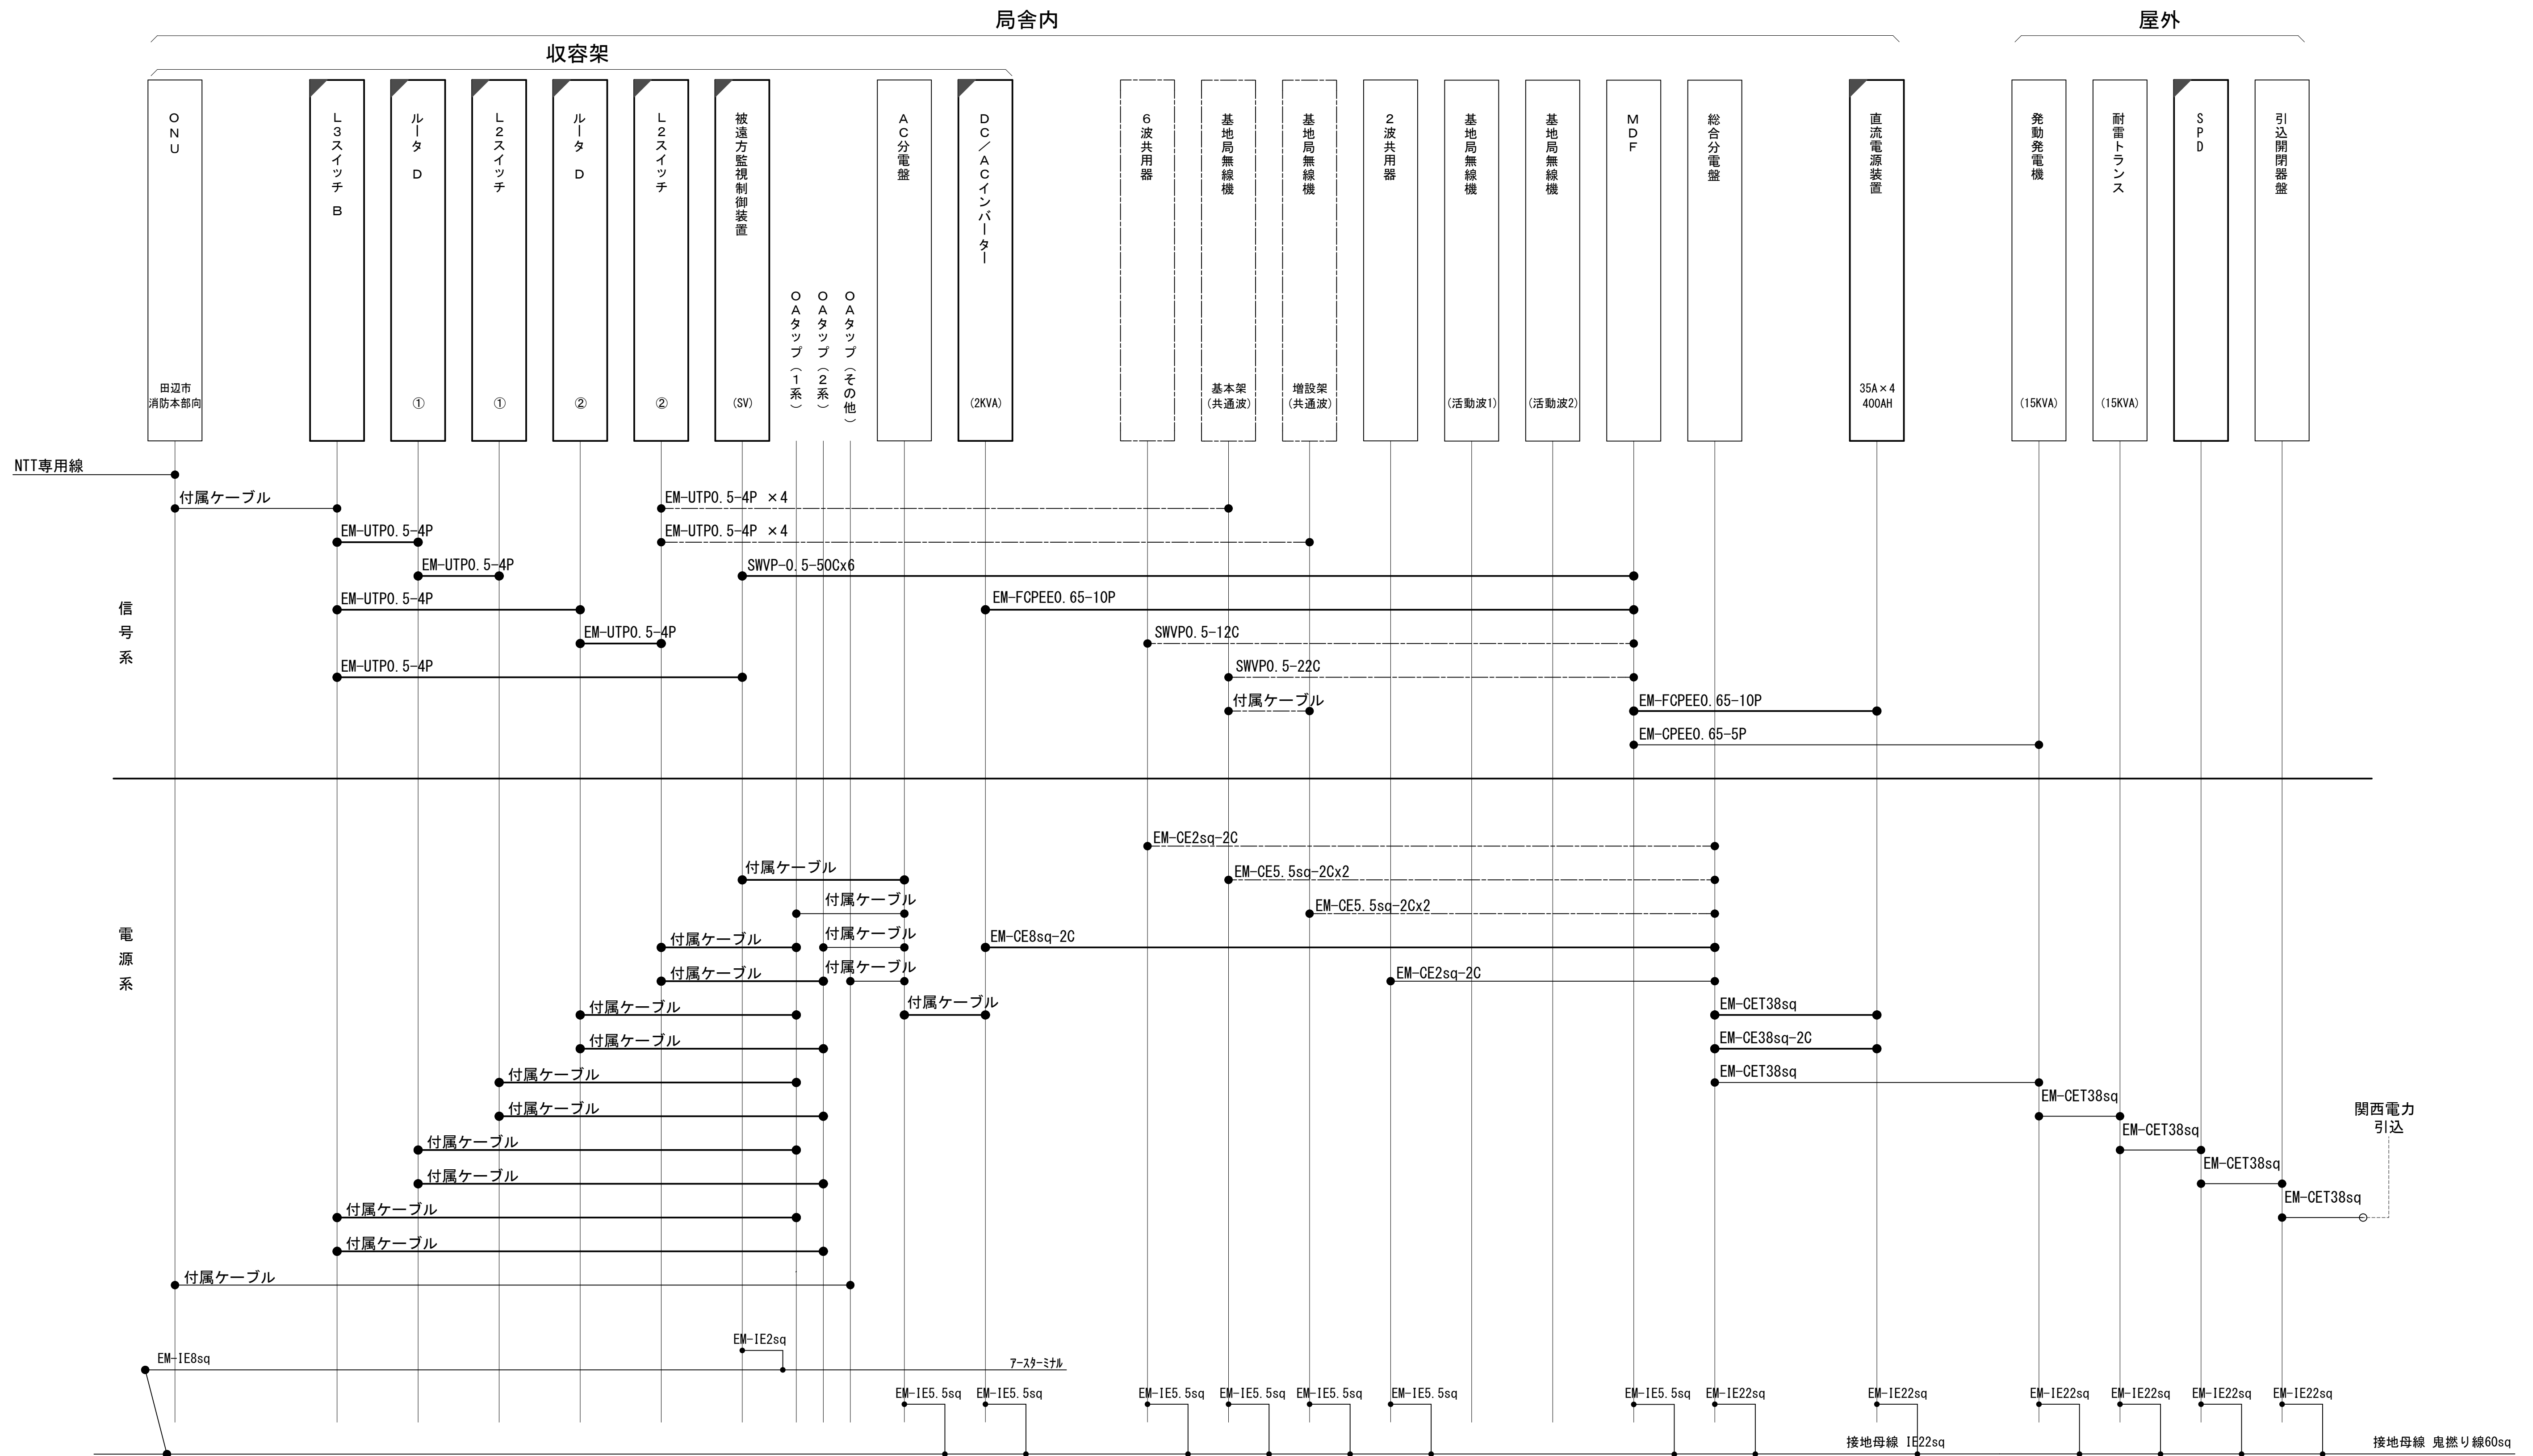 局舎内
屋外
収容架
ONU
田辺市
消防本部向
L3スイッチ B
ルータ D
①
L2スイッチ
①
ルータ D
②
L2スイッチ
②
被遠方監視制御装置
(SV)
OAタップ(1系)
OAタップ(2系)
OAタップ(その他)
AC分電盤
DC/ACインバーター
(2KVA)
6波共用器
基地局無線機
基本架
(共通波)
基地局無線機
増設架
(共通波)
2波共用器
基地局無線機
(活動波1)
基地局無線機
(活動波2)
MDF
総合分電盤
直流電源装置
35A×4
400AH
発動発電機
(15KVA)
耐雷トランス
(15KVA)
SPD
引込開閉器盤
NTT専用線
付属ケーブル
EM-UTP0.5-4P ×4
EM-UTP0.5-4P
EM-UTP0.5-4P ×4
EM-UTP0.5-4P
SWVP-0.5-50Cx6
信号系
EM-UTP0.5-4P
EM-FCPEE0.65-10P
EM-UTP0.5-4P
SWVP0.5-12C
EM-UTP0.5-4P
SWVP0.5-22C
付属ケーブル
EM-FCPEE0.65-10P
EM-CPEE0.65-5P
電源系
EM-CE2sq-2C
付属ケーブル
EM-CE5.5sq-2Cx2
付属ケーブル
EM-CE5.5sq-2Cx2
付属ケーブル
付属ケーブル
EM-CE8sq-2C
付属ケーブル
付属ケーブル
EM-CE2sq-2C
付属ケーブル
付属ケーブル
EM-CET38sq
付属ケーブル
EM-CE38sq-2C
付属ケーブル
EM-CET38sq
付属ケーブル
EM-CET38sq
関西電力
引込
付属ケーブル
EM-CET38sq
付属ケーブル
EM-CET38sq
付属ケーブル
EM-CET38sq
付属ケーブル
付属ケーブル
EM-IE2sq
EM-IE8sq
アースターミナル
EM-IE5.5sq
EM-IE5.5sq
EM-IE5.5sq
EM-IE5.5sq
EM-IE5.5sq
EM-IE5.5sq
EM-IE5.5sq
EM-IE22sq
EM-IE22sq
EM-IE22sq
EM-IE22sq
EM-IE22sq
EM-IE22sq
接地母線 IE22sq
接地母線 鬼撚り線60sq